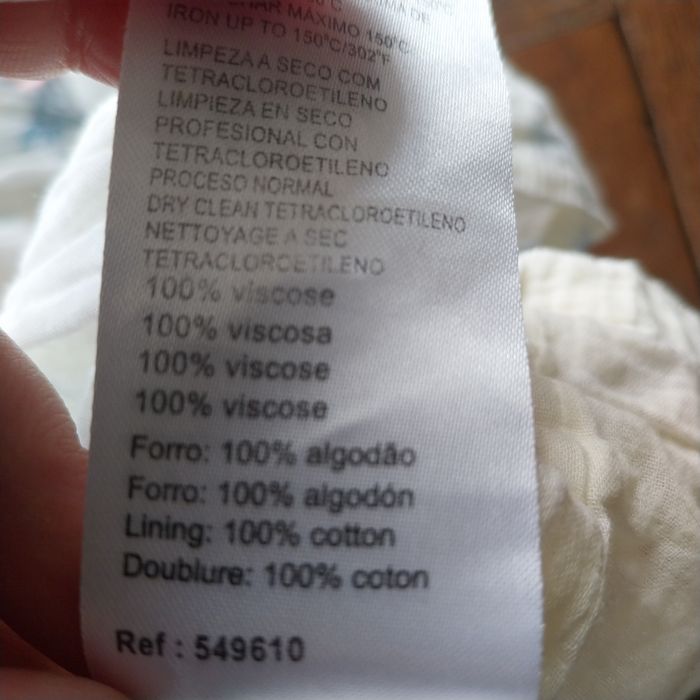 MÁXIMO 150°C
IRON UP TO 150°C/302°F
LIMPEZA A SECO COM
TETRACLOROETILENO
LIMPIEZA EN SECO
PROFESIONAL CON
TETRACLOROETILENO
PROCESO NORMAL
DRY CLEAN TETRACLOROETILENO
NETTOYAGE A SEC
TETRACLOROETILENO
100% viscose
100% viscosa
100% viscose
100% viscose
Forro: 100% algodão
Forro: 100% algodón
Lining: 100% cotton
Doublure: 100% coton
Ref : 549610